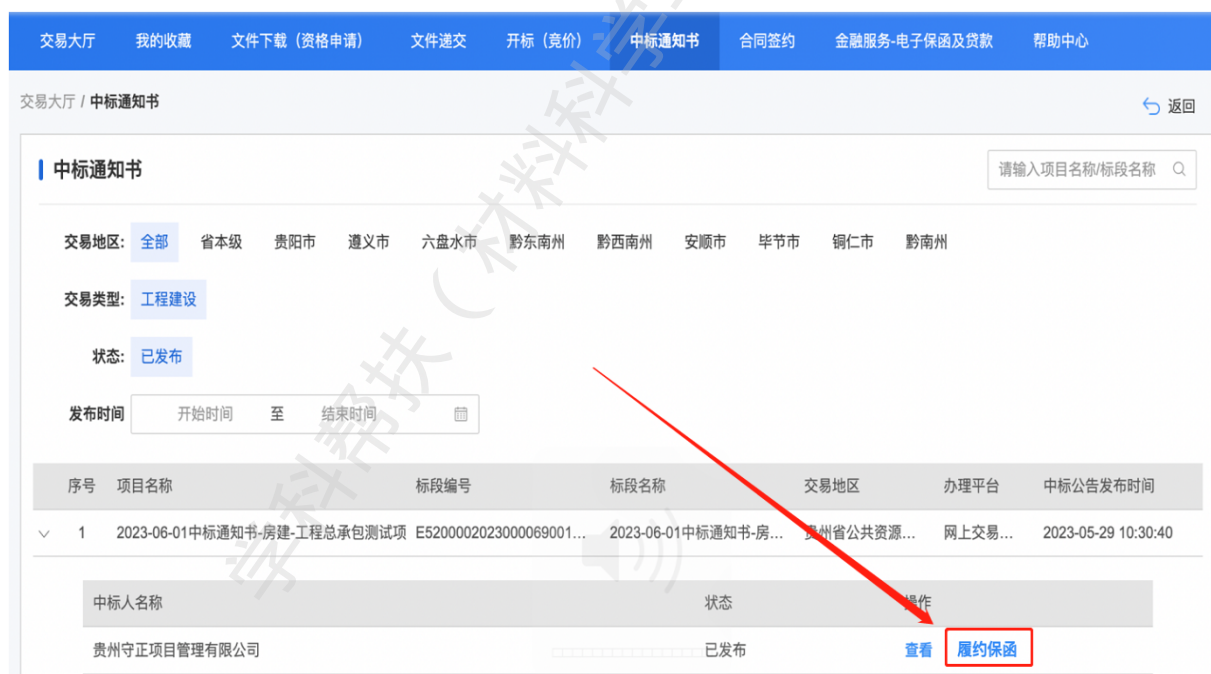 交易大厅 我的收藏 文件下载（资格申请） 文件递交 开标（竞价） 中标通知书 合同签约 金融服务-电子保函及贷款 帮助中心
交易大厅 / 中标通知书 返回
中标通知书 请输入项目名称/标段名称
交易地区: 全部 省本级 贵阳市 遵义市 六盘水市 黔东南州 黔西南州 安顺市 毕节市 铜仁市 黔南州
交易类型: 工程建设
状态: 已发布
发布时间 开始时间 至 结束时间
序号 项目名称 标段编号 标段名称 交易地区 办理平台 中标公告发布时间
1 2023-06-01中标通知书-房建-工程总承包测试项 E5200002023000069001... 2023-06-01中标通知书-房... 贵州省公共资源... 网上交易... 2023-05-29 10:30:40
中标人名称 状态 操作
贵州守正项目管理有限公司 已发布 查看 履约保函
学科帮扶（材料科学